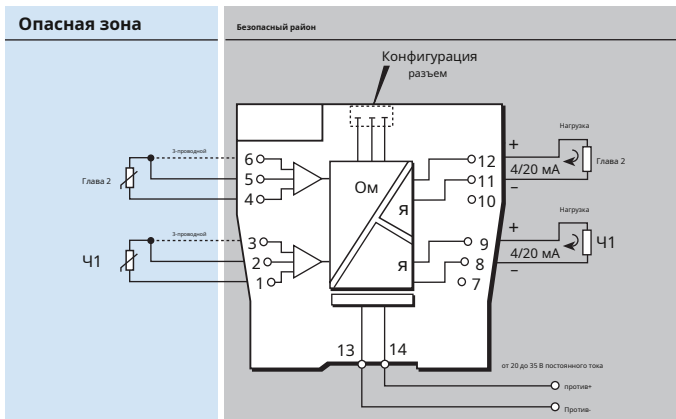 Опасная зона
Безопасный район
Конфигурация
разъем
Нагрузка
3-проводной
6
5
4
Глава 2
Ом
Я
12
11
10
+
4/20 мА
–
Глава 2
Нагрузка
3-проводной
3
2
1
Ч1
Я
9
8
7
+
4/20 мА
–
Ч1
13
14
от 20 до 35 В постоянного тока
против+
Против-